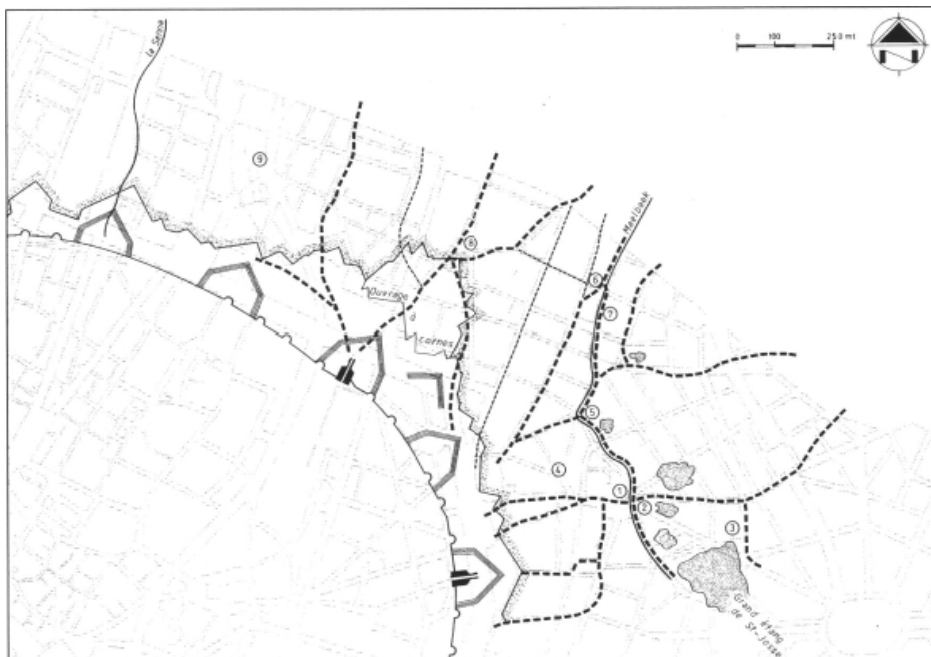 la Senne
0 100 250 mt
N
9
Maelbeek
8
6
7
Ouvrage
à
cornes
5
4
1
2
3
Grand étang
de St-Josse